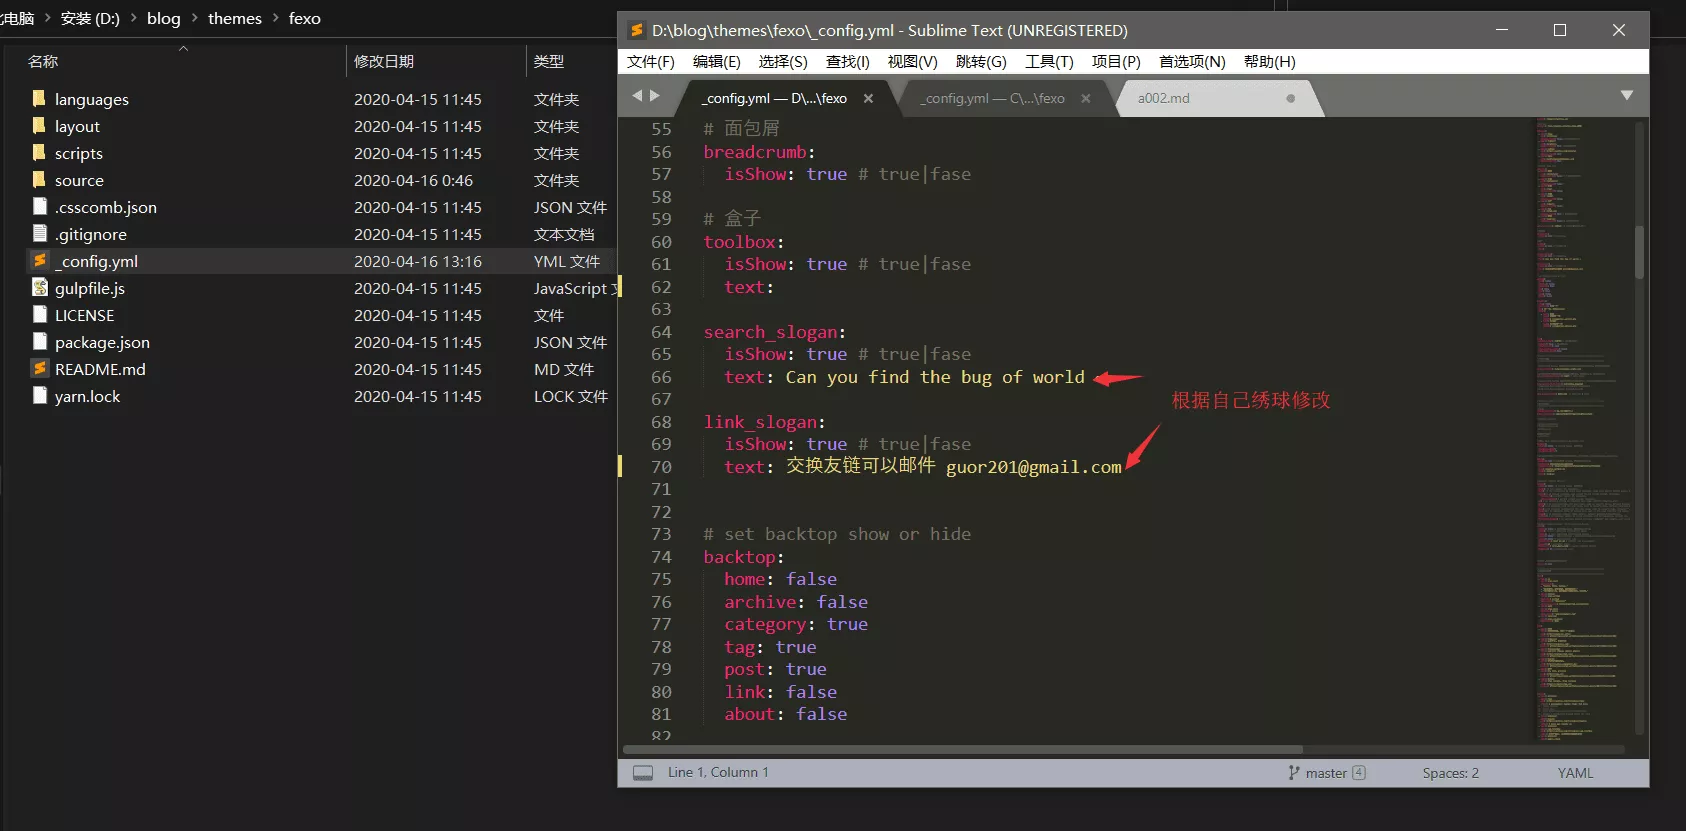 此电脑 > 安装 (D:) > blog > themes > fexo
名称 修改日期 类型
languages 2020-04-15 11:45 文件夹
layout 2020-04-15 11:45 文件夹
scripts 2020-04-15 11:45 文件夹
source 2020-04-16 0:46 文件夹
.csscomb.json 2020-04-15 11:45 JSON 文件
.gitignore 2020-04-15 11:45 文本文档
_config.yml 2020-04-16 13:16 YML 文件
gulpfile.js 2020-04-15 11:45 JavaScript
LICENSE 2020-04-15 11:45 文件
package.json 2020-04-15 11:45 JSON 文件
README.md 2020-04-15 11:45 MD 文件
yarn.lock 2020-04-15 11:45 LOCK 文件
D:\blog\themes\fexo\_config.yml - Sublime Text (UNREGISTERED)
文件(F) 编辑(E) 选择(S) 查找(I) 视图(V) 跳转(G) 工具(T) 项目(P) 首选项(N) 帮助(H)
_config.yml — D\...\fexo _config.yml — C\...\fexo a002.md
55 # 面包屑
56 breadcrumb:
57 isShow: true # true|fase
58
59 # 盒子
60 toolbox:
61 isShow: true # true|fase
62 text:
63
64 search_slogan:
65 isShow: true # true|fase
66 text: Can you find the bug of world
67
根据自己绣球修改
68 link_slogan:
69 isShow: true # true|fase
70 text: 交换友链可以邮件 guor201@gmail.com
71
72
73 # set backtop show or hide
74 backtop:
75 home: false
76 archive: false
77 category: true
78 tag: true
79 post: true
80 link: false
81 about: false
82
Line 1, Column 1 master 4 Spaces: 2 YAML